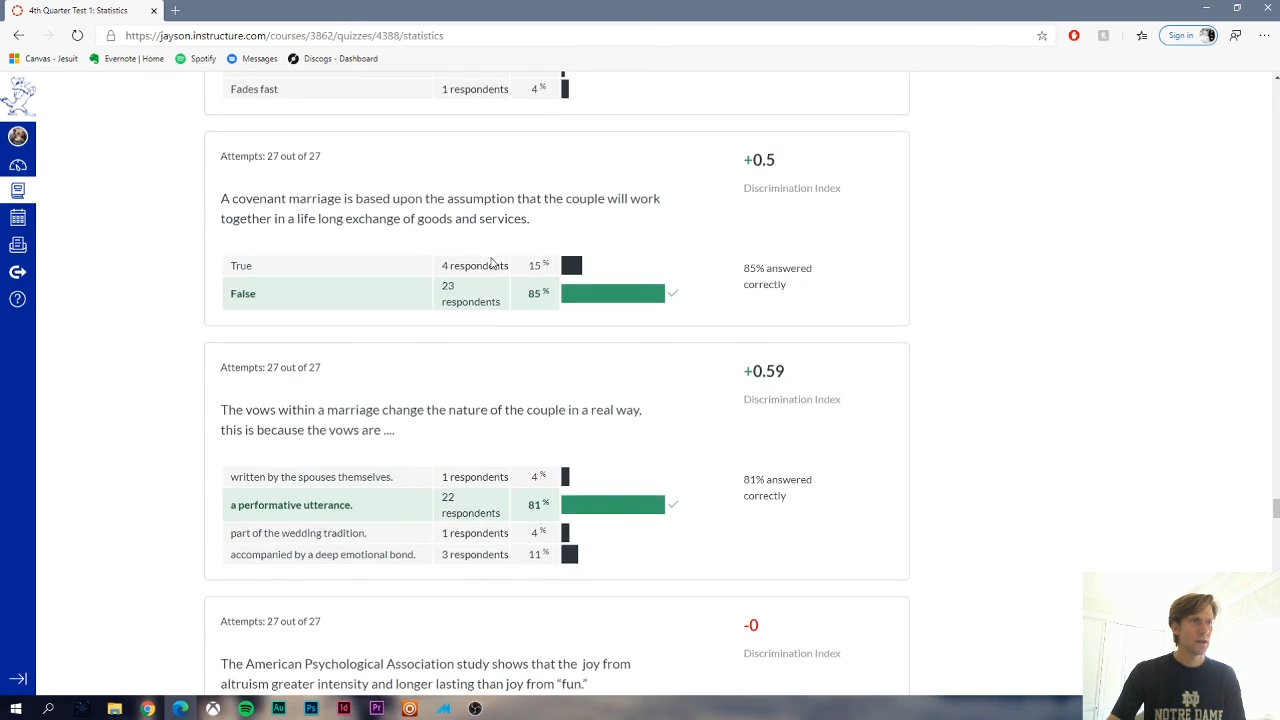 4th Quarter Test 1: Statistics
https://jayson.instructure.com/courses/3862/quizzes/4388/statistics
Sign in
Canvas - Jesuit
Evernote | Home
Spotify
Messages
Discogs - Dashboard
Fades fast
1 respondents
4 %
Attempts: 27 out of 27
+0.5
Discrimination Index
A covenant marriage is based upon the assumption that the couple will work
together in a life long exchange of goods and services.
True
4 respondents
15 %
False
23
respondents
85 %
85% answered
correctly
Attempts: 27 out of 27
+0.59
Discrimination Index
The vows within a marriage change the nature of the couple in a real way,
this is because the vows are ....
written by the spouses themselves.
1 respondents
4 %
a performative utterance.
22
respondents
81 %
part of the wedding tradition.
1 respondents
4 %
accompanied by a deep emotional bond.
3 respondents
11 %
81% answered
correctly
Attempts: 27 out of 27
-0
Discrimination Index
The American Psychological Association study shows that the joy from
altruism greater intensity and longer lasting than joy from “fun.”
Au
Ps
Id
Pr
NOTRE DAME